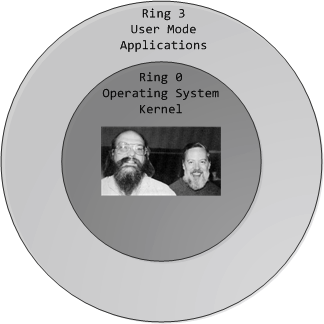 Ring 3
User Mode
Applications
Ring 0
Operating System
Kernel